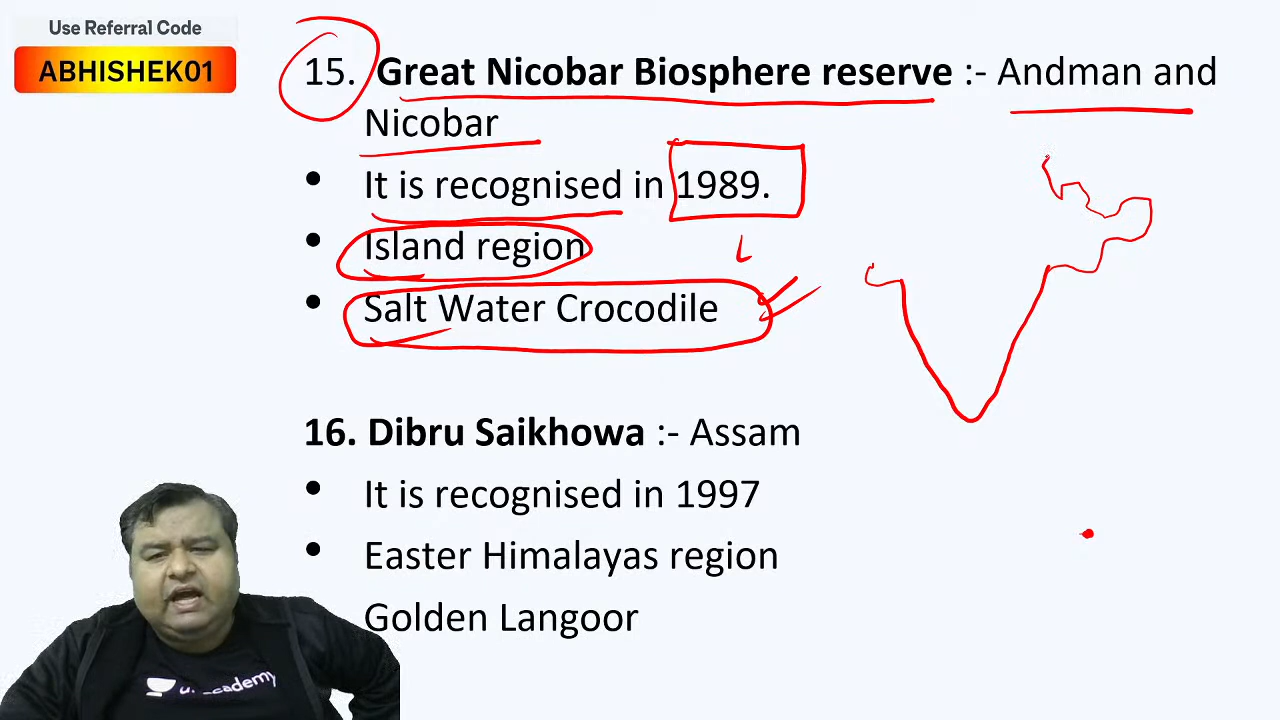 Use Referral Code
ABHISHEK01
15. Great Nicobar Biosphere reserve :- Andman and
Nicobar
• It is recognised in 1989.
• Island region
• Salt Water Crocodile
16. Dibru Saikhowa :- Assam
• It is recognised in 1997
• Easter Himalayas region
Golden Langoor